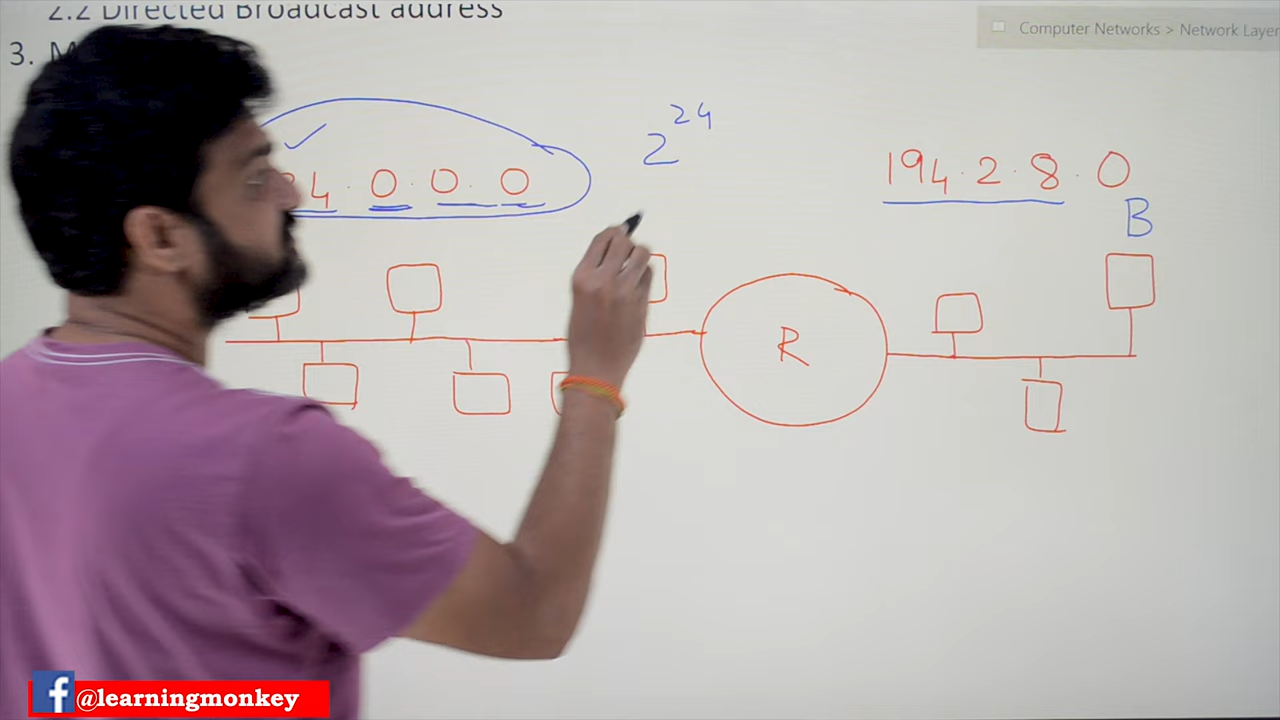 2.2 Directed Broadcast address
3.
Computer Networks > Network Layer
2^24
4.0.0.0
194.2.8.0
B
R
f @learningmonkey